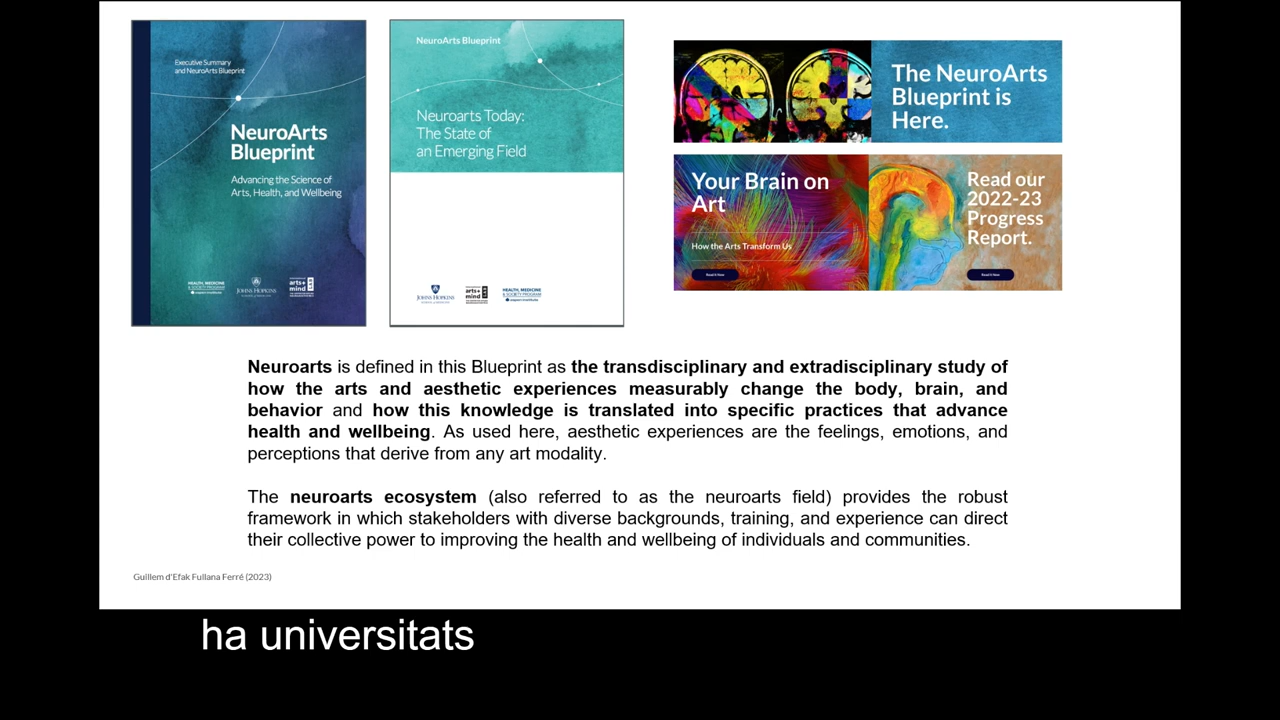 Executive Summary
and NeuroArts Blueprint
NeuroArts
Blueprint
Advancing the Science of
Arts, Health, and Wellbeing
HEALTH, MEDICINE
& SOCIETY PROGRAM
aspen institute
JOHNS HOPKINS
arts+
mind
NeuroArts Blueprint
Neuroarts Today:
The State of
an Emerging Field
JOHNS HOPKINS
arts+
mind
HEALTH, MEDICINE
& SOCIETY PROGRAM
aspen institute
The NeuroArts
Blueprint is
Here.
Your Brain on
Art
How the Arts Transform Us
Read it Now
Read our
2022-23
Progress
Report.
Read it Now
Neuroarts is defined in this Blueprint as the transdisciplinary and extradisciplinary study of
how the arts and aesthetic experiences measurably change the body, brain, and
behavior and how this knowledge is translated into specific practices that advance
health and wellbeing. As used here, aesthetic experiences are the feelings, emotions, and
perceptions that derive from any art modality.
The neuroarts ecosystem (also referred to as the neuroarts field) provides the robust
framework in which stakeholders with diverse backgrounds, training, and experience can direct
their collective power to improving the health and wellbeing of individuals and communities.
Guillem d'Efak Fullana Ferré (2023)
ha universitats